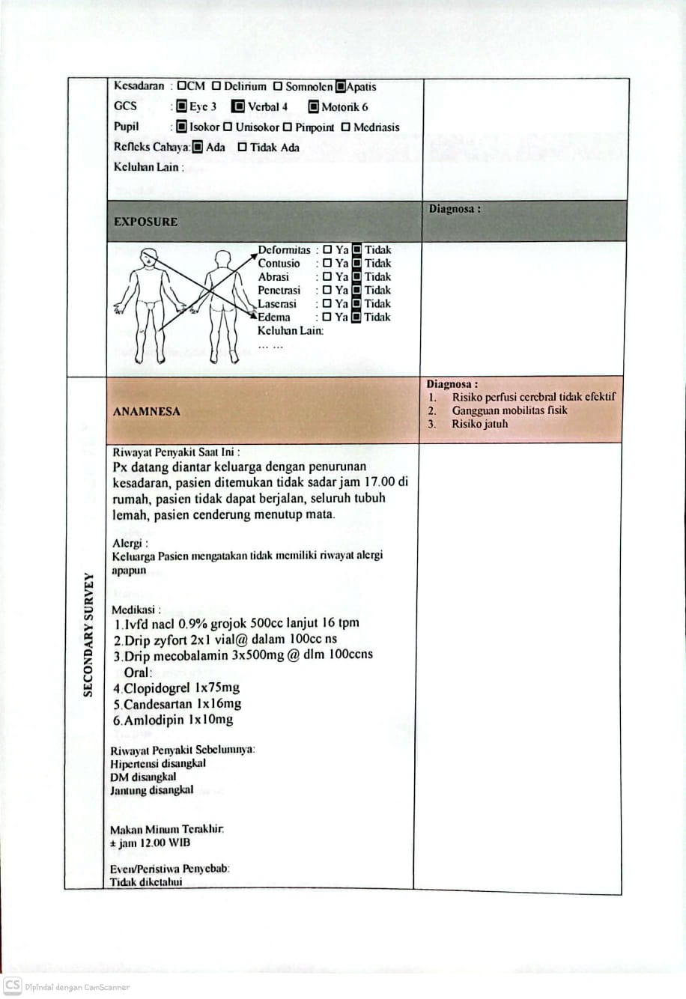 Kesadaran : ☐CM ☐ Delirium ☐ Somnolen ▣Apatis
GCS : ▣ Eye 3 ▣ Verbal 4 ▣ Motorik 6
Pupil : ▣ Isokor ☐ Unisokor ☐ Pinpoint ☐ Medriasis
Refleks Cahaya: ▣ Ada ☐ Tidak Ada
Keluhan Lain :
EXPOSURE
Diagnosa :
Deformitas : ☐ Ya ▣ Tidak
Contusio : ☐ Ya ▣ Tidak
Abrasi : ☐ Ya ▣ Tidak
Penetrasi : ☐ Ya ▣ Tidak
Laserasi : ☐ Ya ▣ Tidak
Edema : ☐ Ya ▣ Tidak
Keluhan Lain:
... ...
SECONDARY SURVEY
ANAMNESA
Diagnosa :
1. Risiko perfusi cerebral tidak efektif
2. Gangguan mobilitas fisik
3. Risiko jatuh
Riwayat Penyakit Saat Ini :
Px datang diantar keluarga dengan penurunan
kesadaran, pasien ditemukan tidak sadar jam 17.00 di
rumah, pasien tidak dapat berjalan, seluruh tubuh
lemah, pasien cenderung menutup mata.
Alergi :
Keluarga Pasien mengatakan tidak memiliki riwayat alergi
apapun
Medikasi :
1.Ivfd nacl 0.9% grojok 500cc lanjut 16 tpm
2.Drip zyfort 2x1 vial@ dalam 100cc ns
3.Drip mecobalamin 3x500mg @ dlm 100ccns
Oral:
4.Clopidogrel 1x75mg
5.Candesartan 1x16mg
6.Amlodipin 1x10mg
Riwayat Penyakit Sebelumnya:
Hipertensi disangkal
DM disangkal
Jantung disangkal
Makan Minum Terakhir:
± jam 12.00 WIB
Even/Peristiwa Penyebab:
Tidak diketahui
CS Dipindai dengan CamScanner